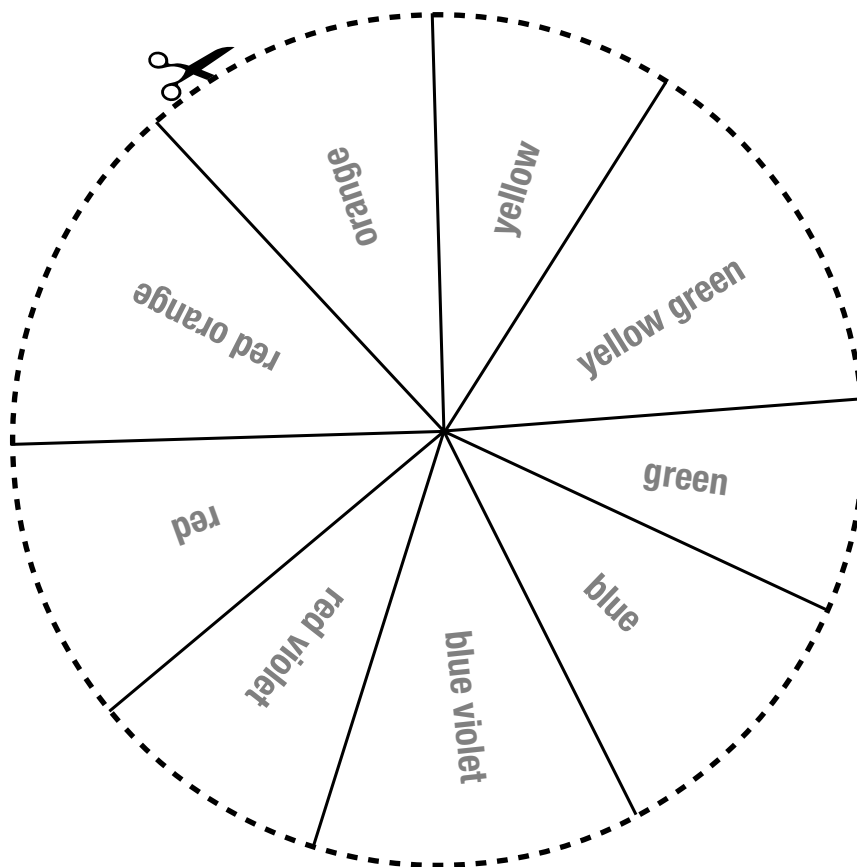 yellow
yellow green
green
blue
blue violet
red violet
red
red orange
orange